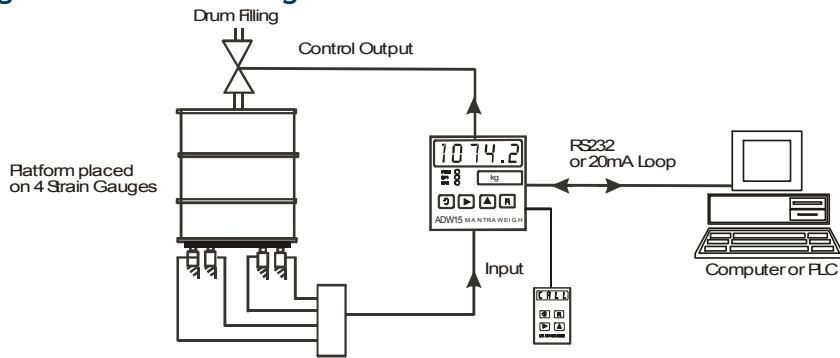 Drum Filling
Control Output
Platform placed
on 4 Strain Gauges
1074.2
kg
R
ADW15 MANTRAWEIGH
RS232
or 20mA Loop
Input
CALL
R
Computer or PLC